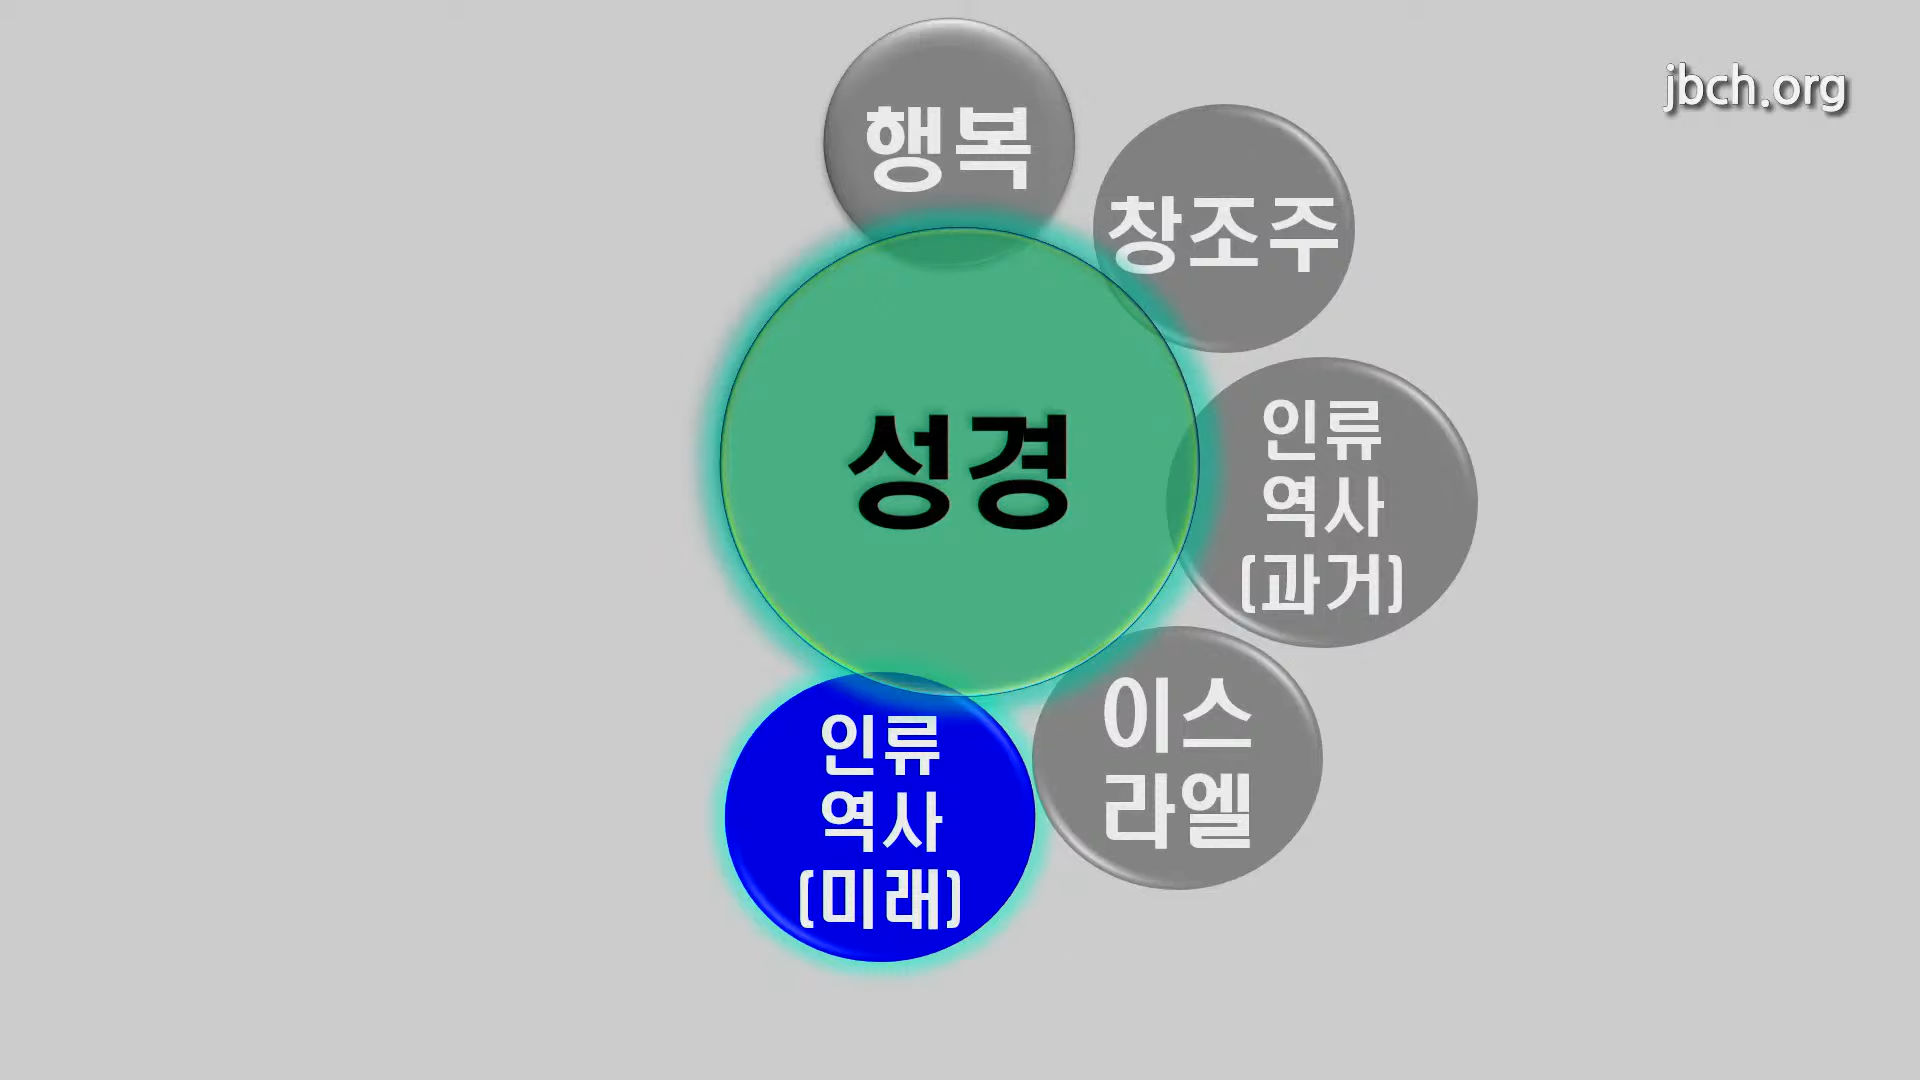 행복
jbch.org
창조주
인류
역사
(과거)
성경
이스
라엘
인류
역사
(미래)